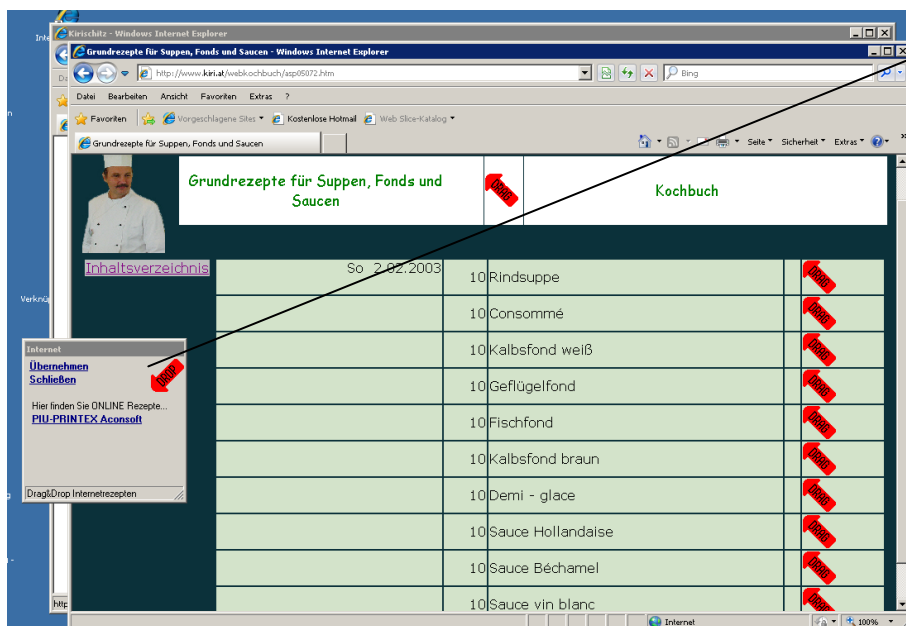 Inte
Kirischitz - Windows Internet Explorer
Grundrezepte für Suppen, Fonds und Saucen - Windows Internet Explorer
http://www.kiri.at/webkochbuch/asp05072.htm
Bing
Da
Datei Bearbeiten Ansicht Favoriten Extras ?
n
Favoriten Vorgeschlagene Sites Kostenlose Hotmail Web Slice-Katalog
Grundrezepte für Suppen, Fonds und Saucen
Seite Sicherheit Extras »
Grundrezepte für Suppen, Fonds und
Saucen
DRAG
Kochbuch
Inhaltsverzeichnis
So 2.02.2003
10 Rindsuppe DRAG
10 Consommé DRAG
10 Kalbsfond weiß DRAG
10 Geflügelfond DRAG
10 Fischfond DRAG
10 Kalbsfond braun DRAG
10 Demi - glace DRAG
10 Sauce Hollandaise DRAG
10 Sauce Béchamel DRAG
10 Sauce vin blanc DRAG
Verknü
Internet
Übernehmen
Schließen
DROP
Hier finden Sie ONLINE Rezepte...
PIU-PRINTEX Aconsoft
Drag&Drop Internetrezepten
http
Internet
100%